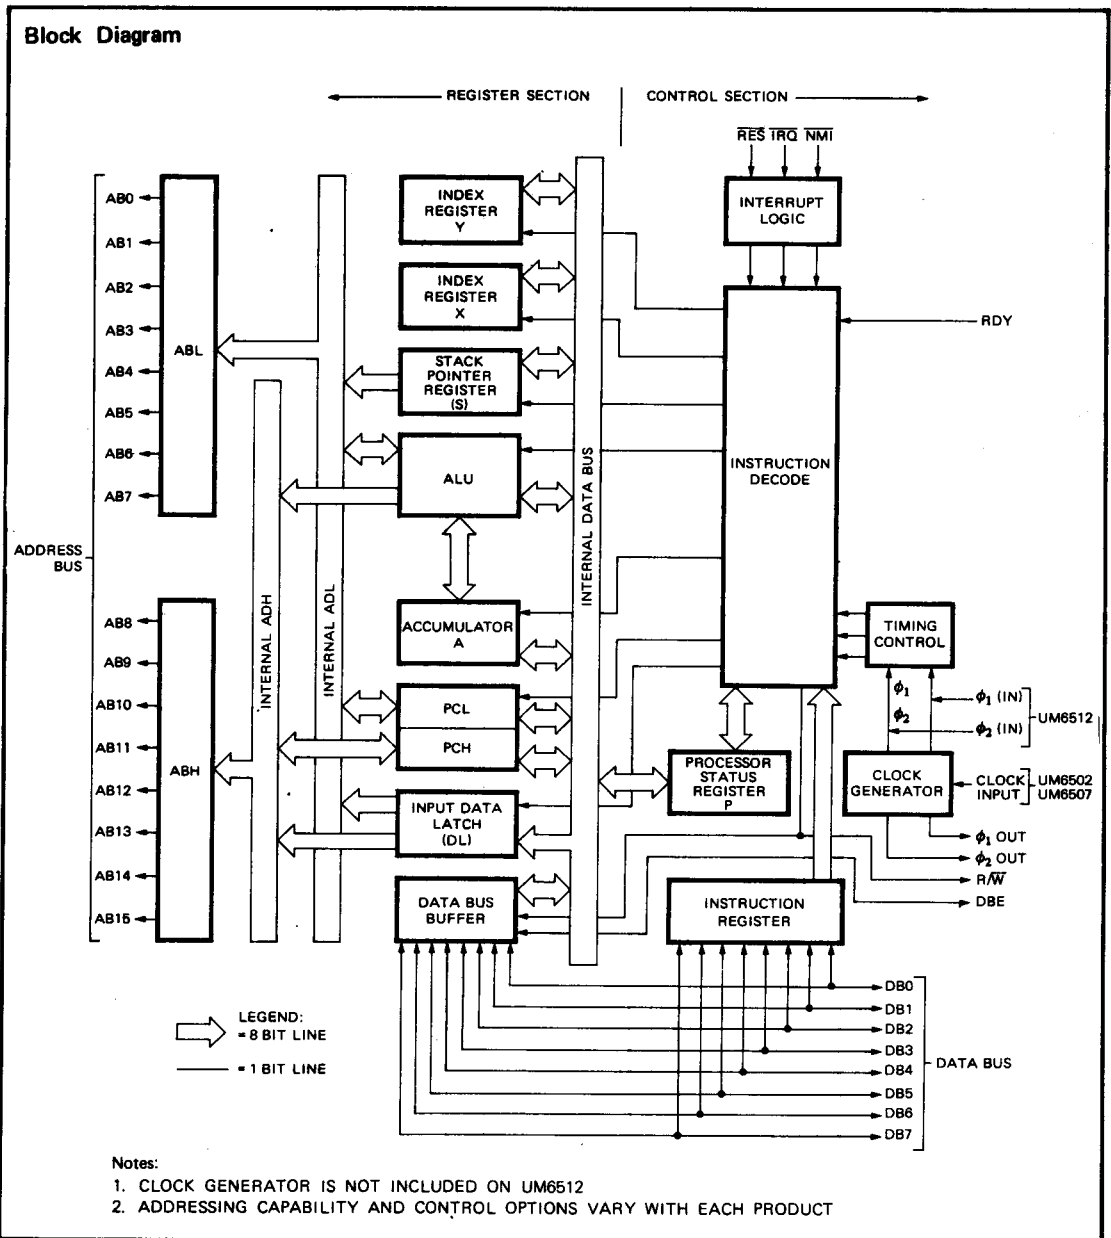 Block Diagram
REGISTER SECTION
CONTROL SECTION
RES IRQ NMI
INTERRUPT
LOGIC
AB0
AB1
AB2
AB3
AB4
AB5
AB6
AB7
ABL
ADDRESS
BUS
AB8
AB9
AB10
AB11
AB12
AB13
AB14
AB15
ABH
INTERNAL ADH
INTERNAL ADL
INDEX
REGISTER
Y
INDEX
REGISTER
X
STACK
POINTER
REGISTER
(S)
ALU
ACCUMULATOR
A
PCL
PCH
INPUT DATA
LATCH
(DL)
DATA BUS
BUFFER
INTERNAL DATA BUS
INSTRUCTION
DECODE
RDY
TIMING
CONTROL
ϕ1
ϕ2
ϕ1 (IN)
ϕ2 (IN)
UM6512
PROCESSOR
STATUS
REGISTER
P
CLOCK
GENERATOR
CLOCK
INPUT
UM6502
UM6507
ϕ1 OUT
ϕ2 OUT
R/W̅
DBE
INSTRUCTION
REGISTER
DB0
DB1
DB2
DB3
DB4
DB5
DB6
DB7
DATA BUS
LEGEND:
= 8 BIT LINE
= 1 BIT LINE
Notes:
1. CLOCK GENERATOR IS NOT INCLUDED ON UM6512
2. ADDRESSING CAPABILITY AND CONTROL OPTIONS VARY WITH EACH PRODUCT